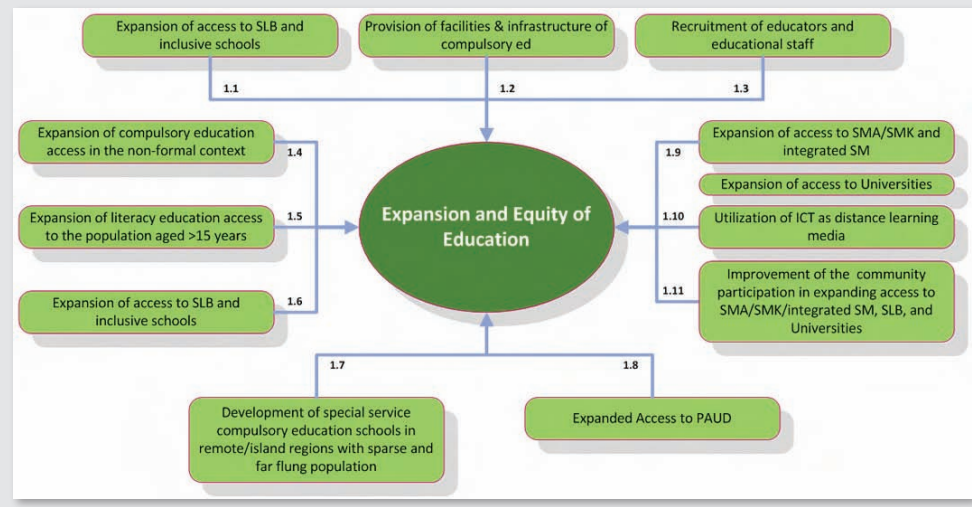 Expansion of access to SLB and
inclusive schools
Provision of facilities & infrastructure of
compulsory ed
Recruitment of educators and
educational staff
1.1
1.2
1.3
Expansion of compulsory education
access in the non-formal context
1.4
Expansion of literacy education access
to the population aged >15 years
1.5
Expansion of access to SLB and
inclusive schools
1.6
Expansion and Equity of
Education
1.9
Expansion of access to SMA/SMK and
integrated SM
Expansion of access to Universities
1.10
Utilization of ICT as distance learning
media
1.11
Improvement of the community
participation in expanding access to
SMA/SMK/integrated SM, SLB, and
Universities
1.7
1.8
Development of special service
compulsory education schools in
remote/island regions with sparse and
far flung population
Expanded Access to PAUD